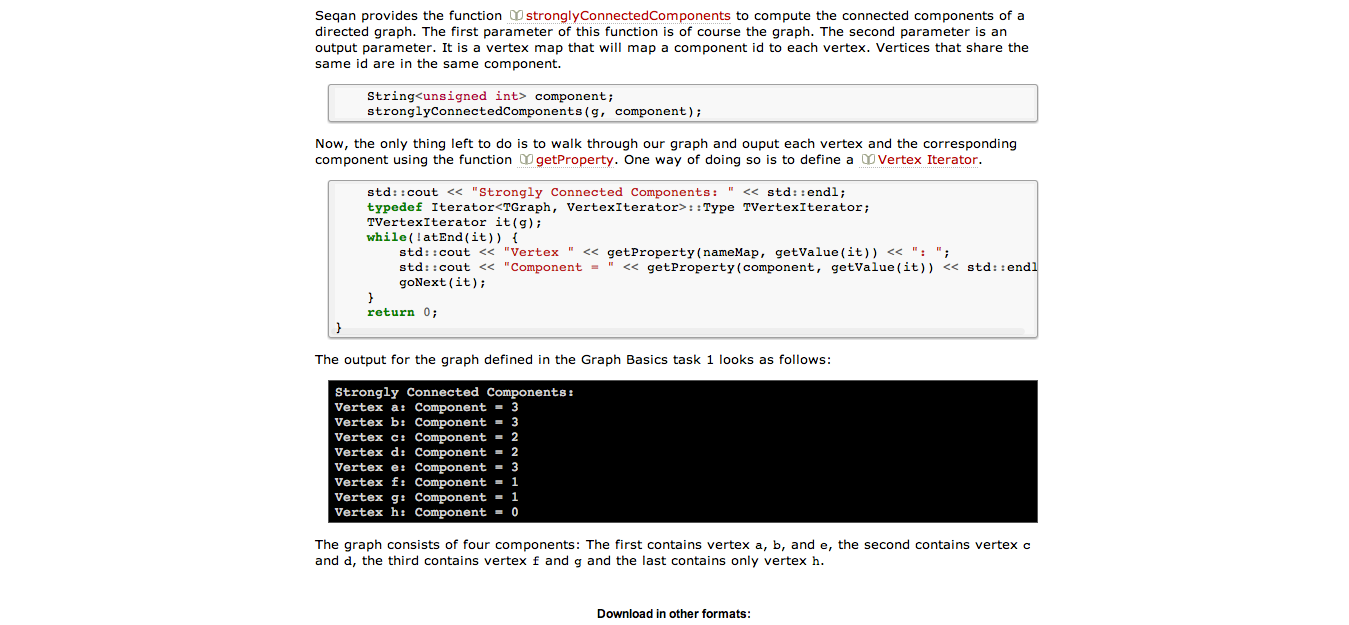 Seqan provides the function stronglyConnectedComponents to compute the connected components of a
directed graph. The first parameter of this function is of course the graph. The second parameter is an
output parameter. It is a vertex map that will map a component id to each vertex. Vertices that share the
same id are in the same component.
String<unsigned int> component;
stronglyConnectedComponents(g, component);
Now, the only thing left to do is to walk through our graph and ouput each vertex and the corresponding
component using the function getProperty. One way of doing so is to define a Vertex Iterator.
std::cout << "Strongly Connected Components: " << std::endl;
typedef Iterator<TGraph, VertexIterator>::Type TVertexIterator;
TVertexIterator it(g);
while(!atEnd(it)) {
std::cout << "Vertex " << getProperty(nameMap, getValue(it)) << ": ";
std::cout << "Component = " << getProperty(component, getValue(it)) << std::endl
goNext(it);
}
return 0;
}
The output for the graph defined in the Graph Basics task 1 looks as follows:
Strongly Connected Components:
Vertex a: Component = 3
Vertex b: Component = 3
Vertex c: Component = 2
Vertex d: Component = 2
Vertex e: Component = 3
Vertex f: Component = 1
Vertex g: Component = 1
Vertex h: Component = 0
The graph consists of four components: The first contains vertex a, b, and e, the second contains vertex c
and d, the third contains vertex f and g and the last contains only vertex h.
Download in other formats: